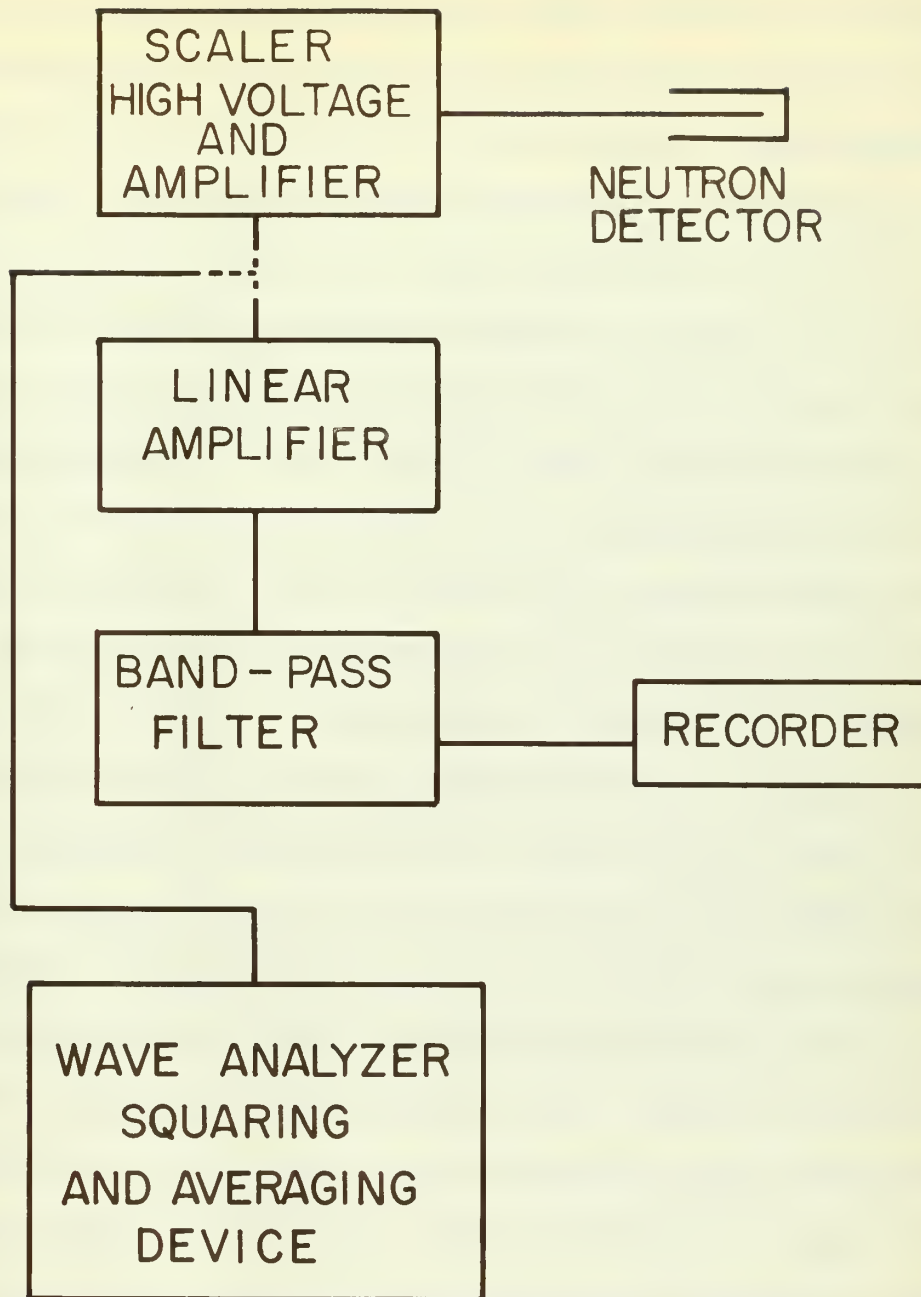 SCALER
HIGH VOLTAGE
AND
AMPLIFIER
NEUTRON
DETECTOR
LINEAR
AMPLIFIER
BAND-PASS
FILTER
RECORDER
WAVE ANALYZER
SQUARING
AND AVERAGING
DEVICE